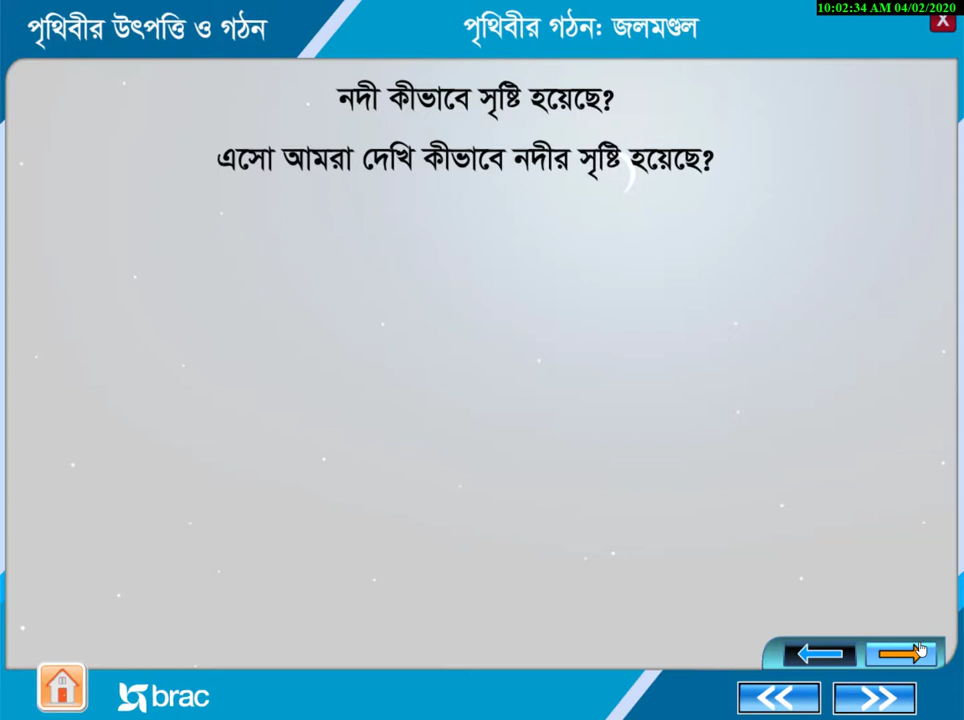 পৃথিবীর উৎপত্তি ও গঠন
পৃথিবীর গঠন: জলমণ্ডল
10:02:34 AM 04/02/2020
X
নদী কীভাবে সৃষ্টি হয়েছে?
এসো আমরা দেখি কীভাবে নদীর সৃষ্টি হয়েছে?
brac